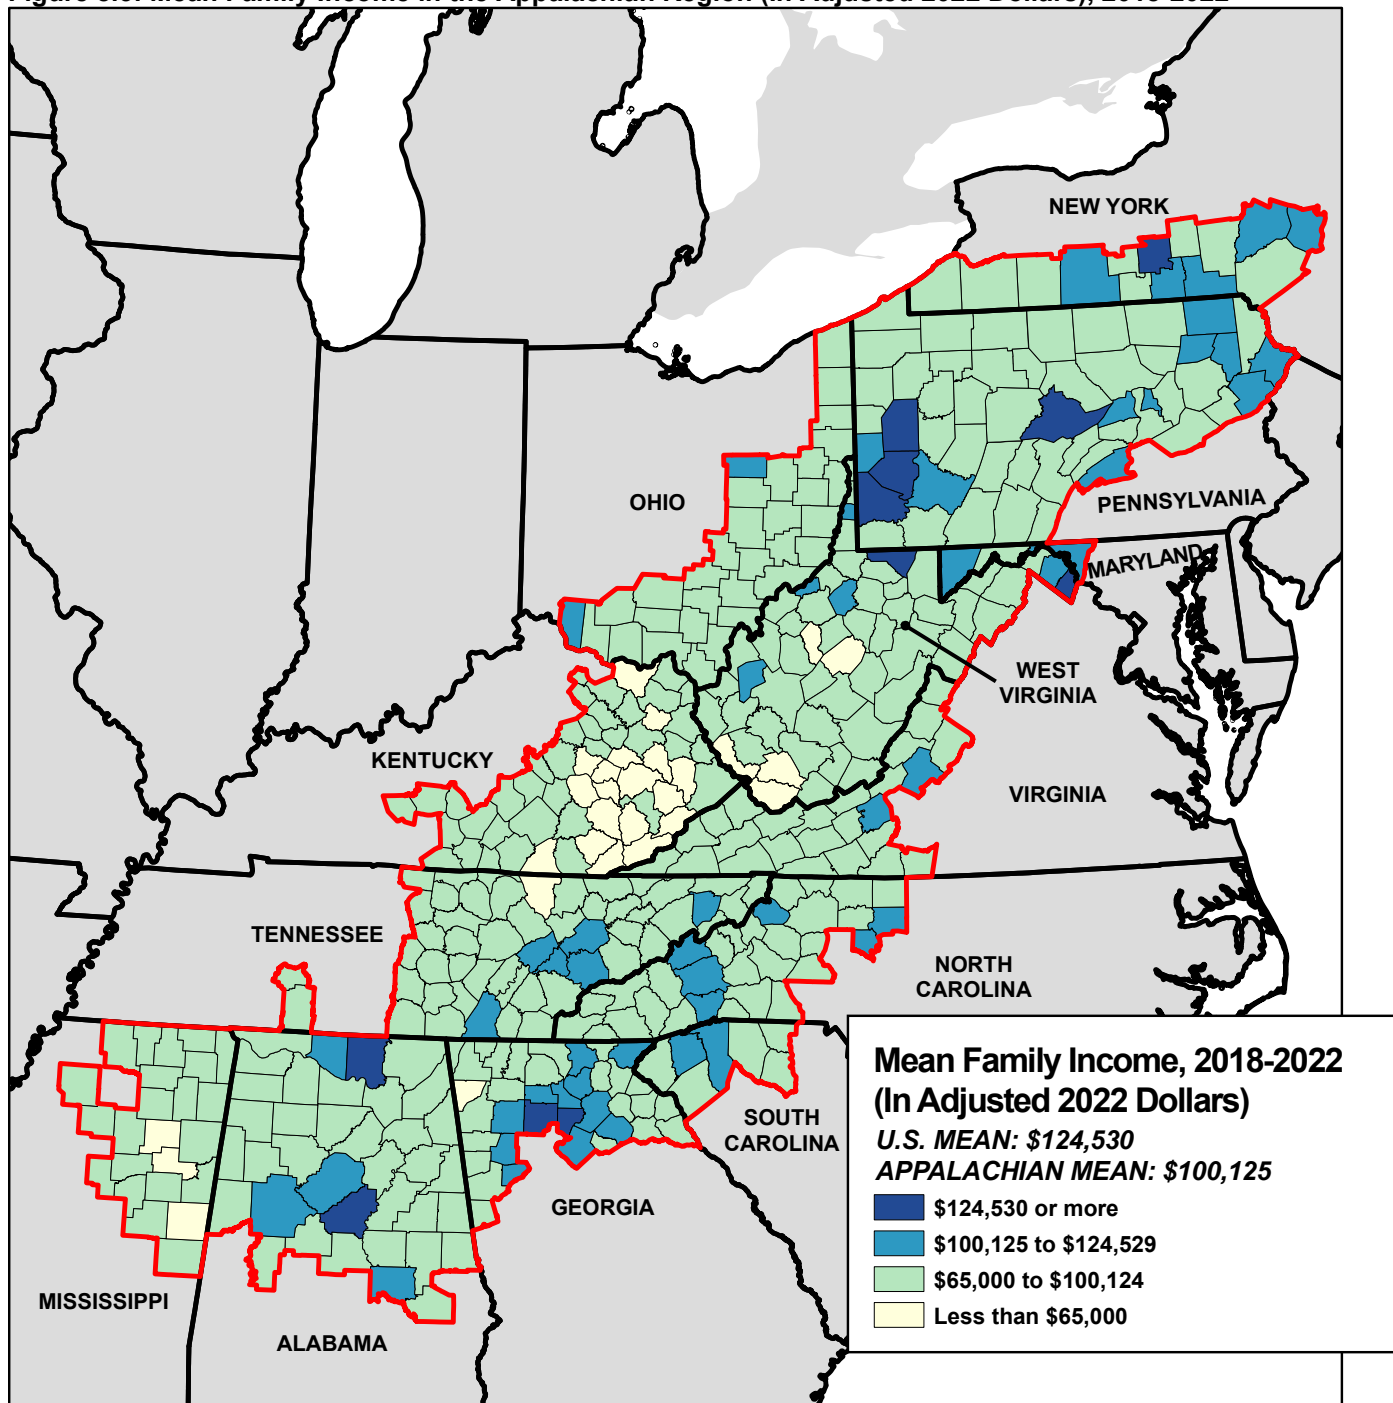 NEW YORK
OHIO
PENNSYLVANIA
MARYLAND
WEST
VIRGINIA
KENTUCKY
VIRGINIA
TENNESSEE
NORTH
CAROLINA
SOUTH
CAROLINA
GEORGIA
MISSISSIPPI
ALABAMA
Mean Family Income, 2018-2022
(In Adjusted 2022 Dollars)
U.S. MEAN: $124,530
APPALACHIAN MEAN: $100,125
$124,530 or more
$100,125 to $124,529
$65,000 to $100,124
Less than $65,000